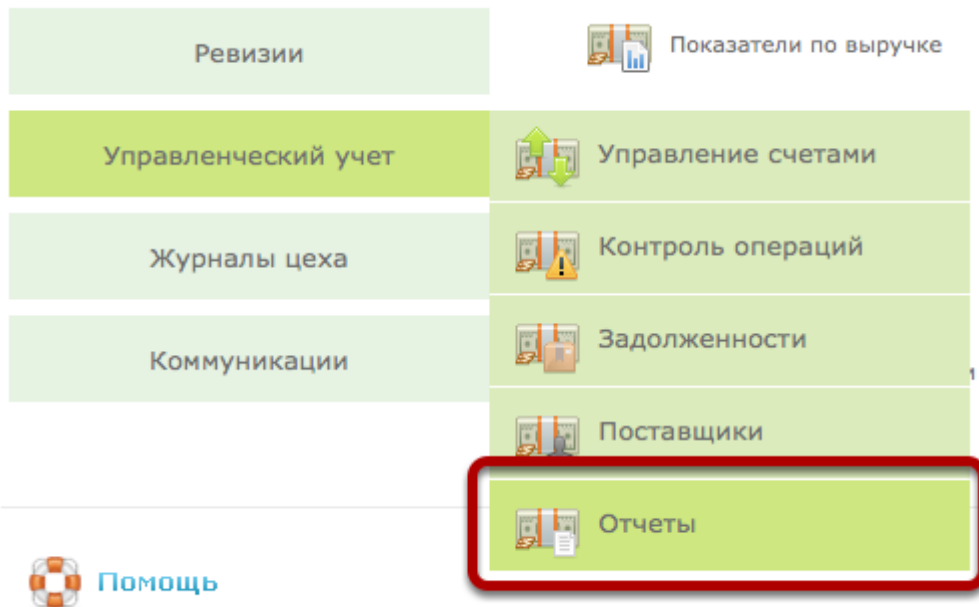 Ревизии
Показатели по выручке
Управленческий учет
Управление счетами
Контроль операций
Журналы цеха
Задолженности
Коммуникации
Поставщики
Отчеты
Помощь